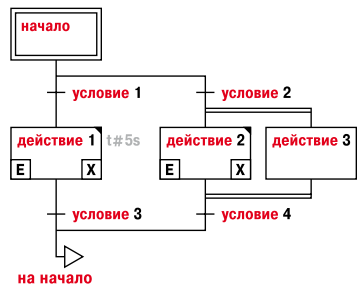 начало
условие 1
условие 2
действие 1
t#5s
действие 2
действие 3
E
X
E
X
условие 3
условие 4
на начало